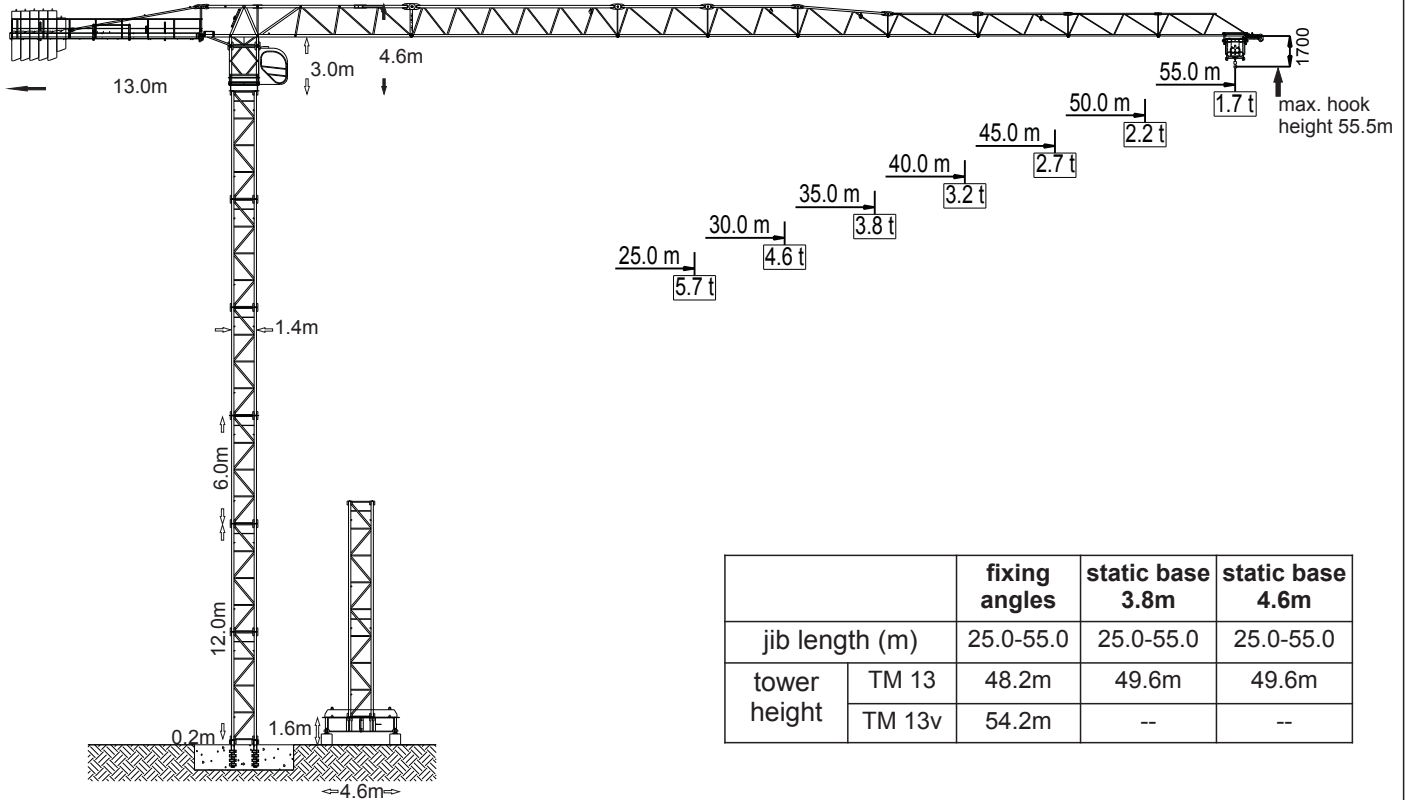 4.6m
3.0m
13.0m
1700
55.0 m
1.7 t
max. hook
height 55.5m
50.0 m
2.2 t
45.0 m
2.7 t
40.0 m
3.2 t
35.0 m
3.8 t
30.0 m
4.6 t
25.0 m
5.7 t
1.4m
6.0m
12.0m
0.2m
1.6m
4.6m
fixing angles static base 3.8m static base 4.6m
jib length (m) 25.0-55.0 25.0-55.0 25.0-55.0
tower height TM 13 48.2m 49.6m 49.6m
TM 13v 54.2m -- --